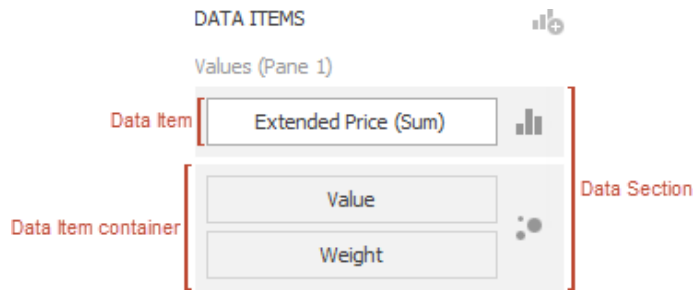 DATA ITEMS
Values (Pane 1)
Data Item
Extended Price (Sum)
Value
Data Section
Data Item container
Weight